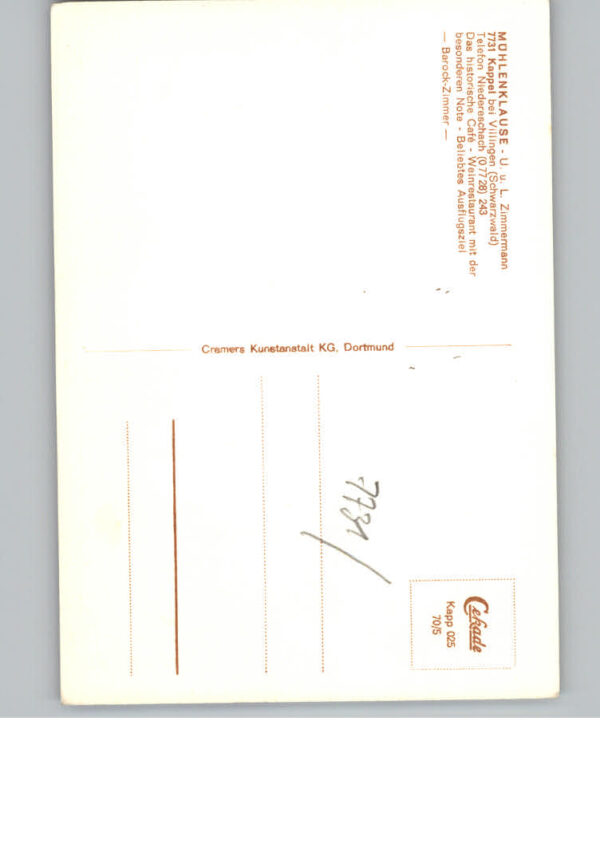 MÜHLENKLAUSE - U. u. L. Zimmermann
7731 Kappel bei Villingen (Schwarzwald)
Telefon Niedereschach (0 77 28) 243
Das historische Café - Weinrestaurant mit der
besonderen Note - Beliebtes Ausflugsziel
— Barock-Zimmer —
Cramers Kunstanstalt KG, Dortmund
7731/
Cekade
Kapp 025
70/5